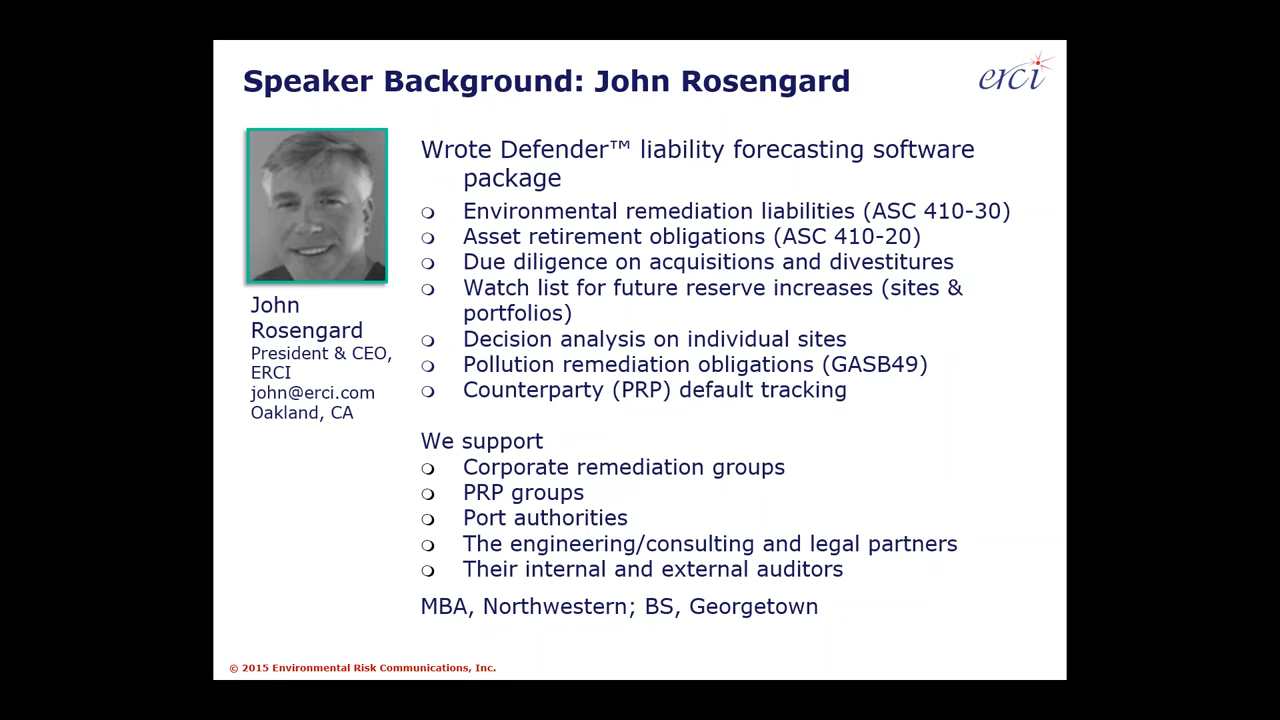 Speaker Background: John Rosengard
erci
John
Rosengard
President & CEO,
ERCI
john@erci.com
Oakland, CA
Wrote Defender™ liability forecasting software
package
Environmental remediation liabilities (ASC 410-30)
Asset retirement obligations (ASC 410-20)
Due diligence on acquisitions and divestitures
Watch list for future reserve increases (sites &
portfolios)
Decision analysis on individual sites
Pollution remediation obligations (GASB49)
Counterparty (PRP) default tracking
We support
Corporate remediation groups
PRP groups
Port authorities
The engineering/consulting and legal partners
Their internal and external auditors
MBA, Northwestern; BS, Georgetown
© 2015 Environmental Risk Communications, Inc.